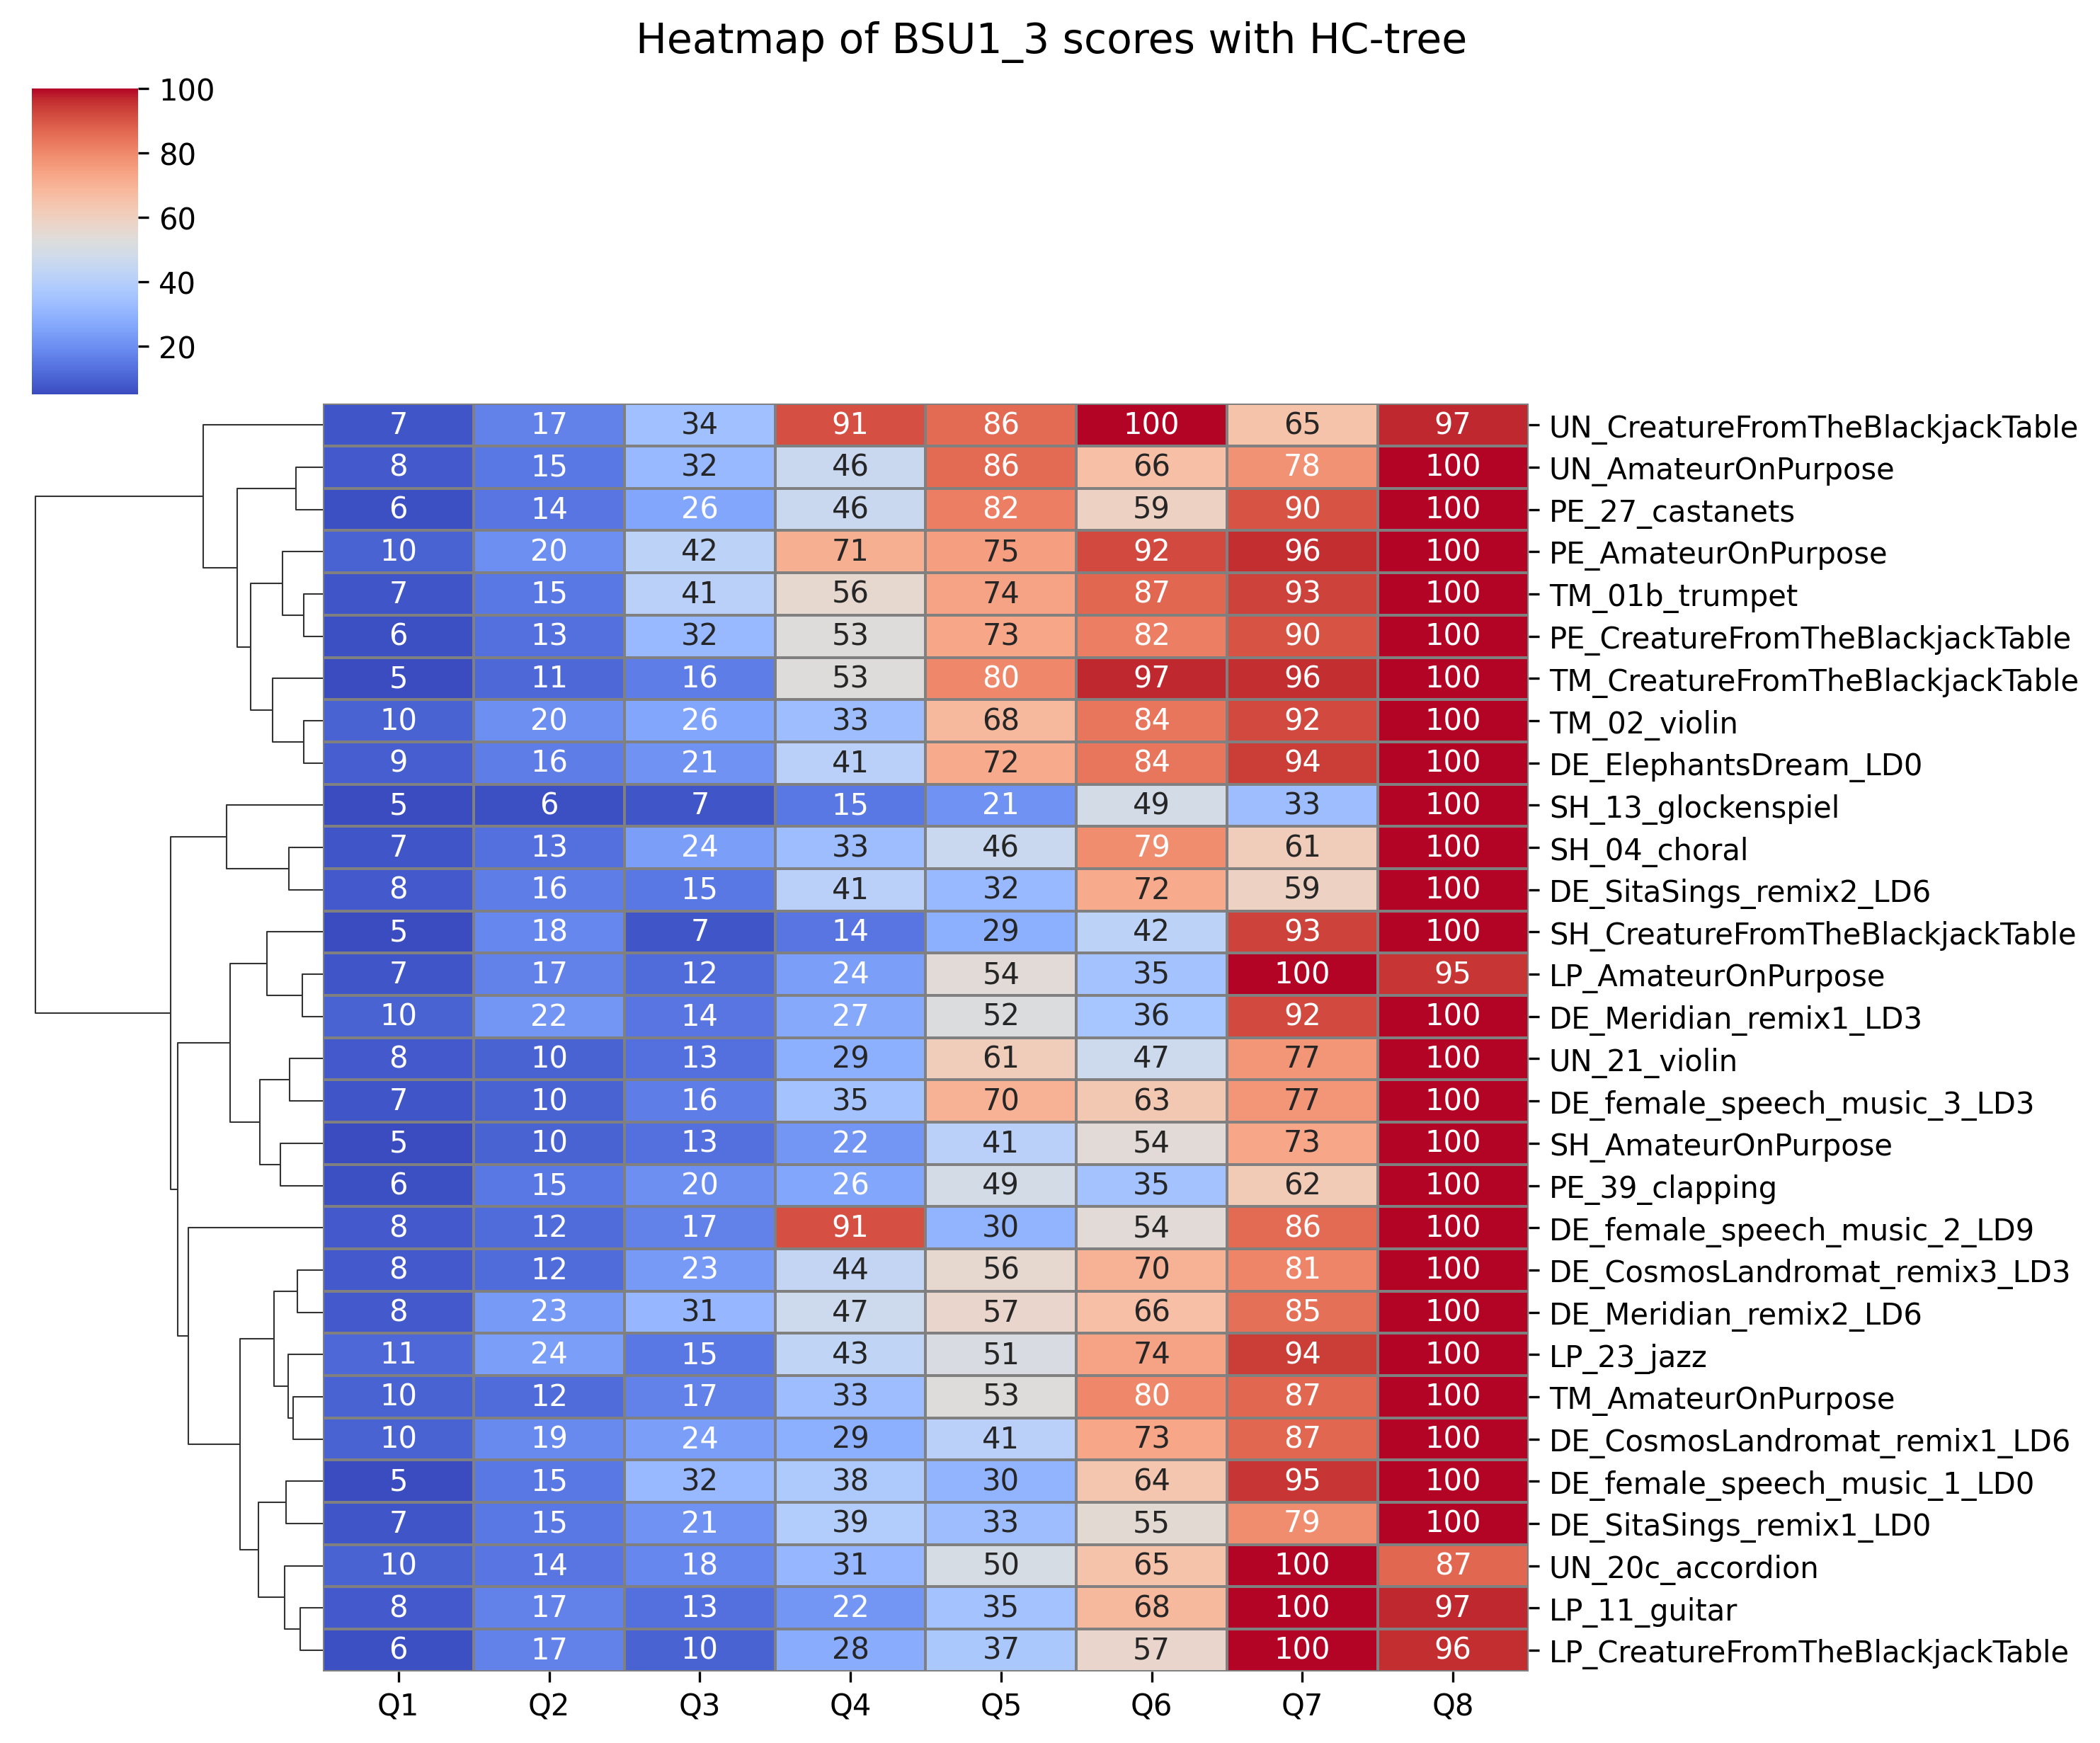 Heatmap of BSU1_3 scores with HC-tree
100
80
60
40
20
7 17 34 91 86 100 65 97 UN_CreatureFromTheBlackjackTable
8 15 32 46 86 66 78 100 UN_AmateurOnPurpose
6 14 26 46 82 59 90 100 PE_27_castanets
10 20 42 71 75 92 96 100 PE_AmateurOnPurpose
7 15 41 56 74 87 93 100 TM_01b_trumpet
6 13 32 53 73 82 90 100 PE_CreatureFromTheBlackjackTable
5 11 16 53 80 97 96 100 TM_CreatureFromTheBlackjackTable
10 20 26 33 68 84 92 100 TM_02_violin
9 16 21 41 72 84 94 100 DE_ElephantsDream_LD0
5 6 7 15 21 49 33 100 SH_13_glockenspiel
7 13 24 33 46 79 61 100 SH_04_choral
8 16 15 41 32 72 59 100 DE_SitaSings_remix2_LD6
5 18 7 14 29 42 93 100 SH_CreatureFromTheBlackjackTable
7 17 12 24 54 35 100 95 LP_AmateurOnPurpose
10 22 14 27 52 36 92 100 DE_Meridian_remix1_LD3
8 10 13 29 61 47 77 100 UN_21_violin
7 10 16 35 70 63 77 100 DE_female_speech_music_3_LD3
5 10 13 22 41 54 73 100 SH_AmateurOnPurpose
6 15 20 26 49 35 62 100 PE_39_clapping
8 12 17 91 30 54 86 100 DE_female_speech_music_2_LD9
8 12 23 44 56 70 81 100 DE_CosmosLandromat_remix3_LD3
8 23 31 47 57 66 85 100 DE_Meridian_remix2_LD6
11 24 15 43 51 74 94 100 LP_23_jazz
10 12 17 33 53 80 87 100 TM_AmateurOnPurpose
10 19 24 29 41 73 87 100 DE_CosmosLandromat_remix1_LD6
5 15 32 38 30 64 95 100 DE_female_speech_music_1_LD0
7 15 21 39 33 55 79 100 DE_SitaSings_remix1_LD0
10 14 18 31 50 65 100 87 UN_20c_accordion
8 17 13 22 35 68 100 97 LP_11_guitar
6 17 10 28 37 57 100 96 LP_CreatureFromTheBlackjackTable
Q1 Q2 Q3 Q4 Q5 Q6 Q7 Q8